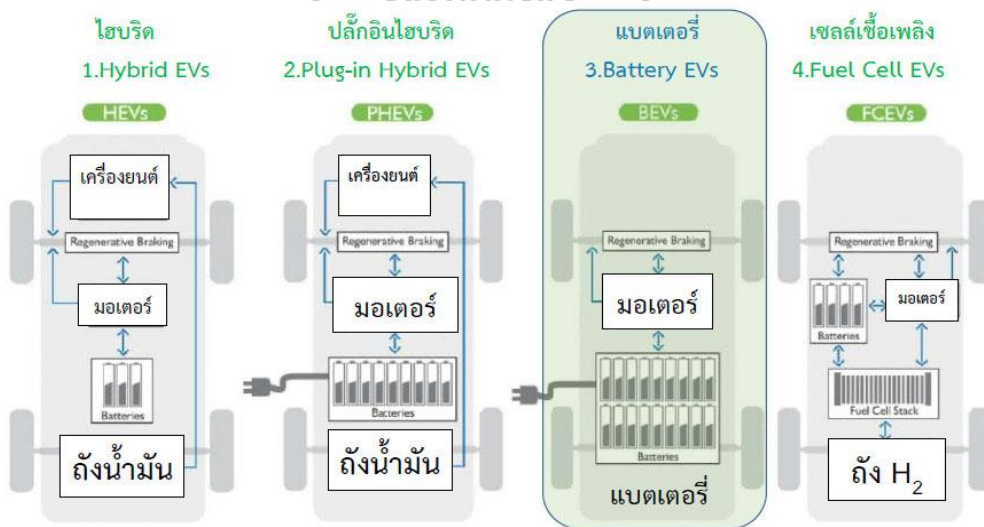 ไฮบริด
1.Hybrid EVs
HEVs
เครื่องยนต์
Regenerative Braking
มอเตอร์
Batteries
ถังน้ำมัน
ปลั๊กอินไฮบริด
2.Plug-in Hybrid EVs
PHEVs
เครื่องยนต์
Regenerative Braking
มอเตอร์
Batteries
ถังน้ำมัน
แบตเตอรี่
3.Battery EVs
BEVs
Regenerative Braking
มอเตอร์
Batteries
แบตเตอรี่
เซลล์เชื้อเพลิง
4.Fuel Cell EVs
FCEVs
Regenerative Braking
มอเตอร์
Batteries
Fuel Cell Stack
ถัง H₂